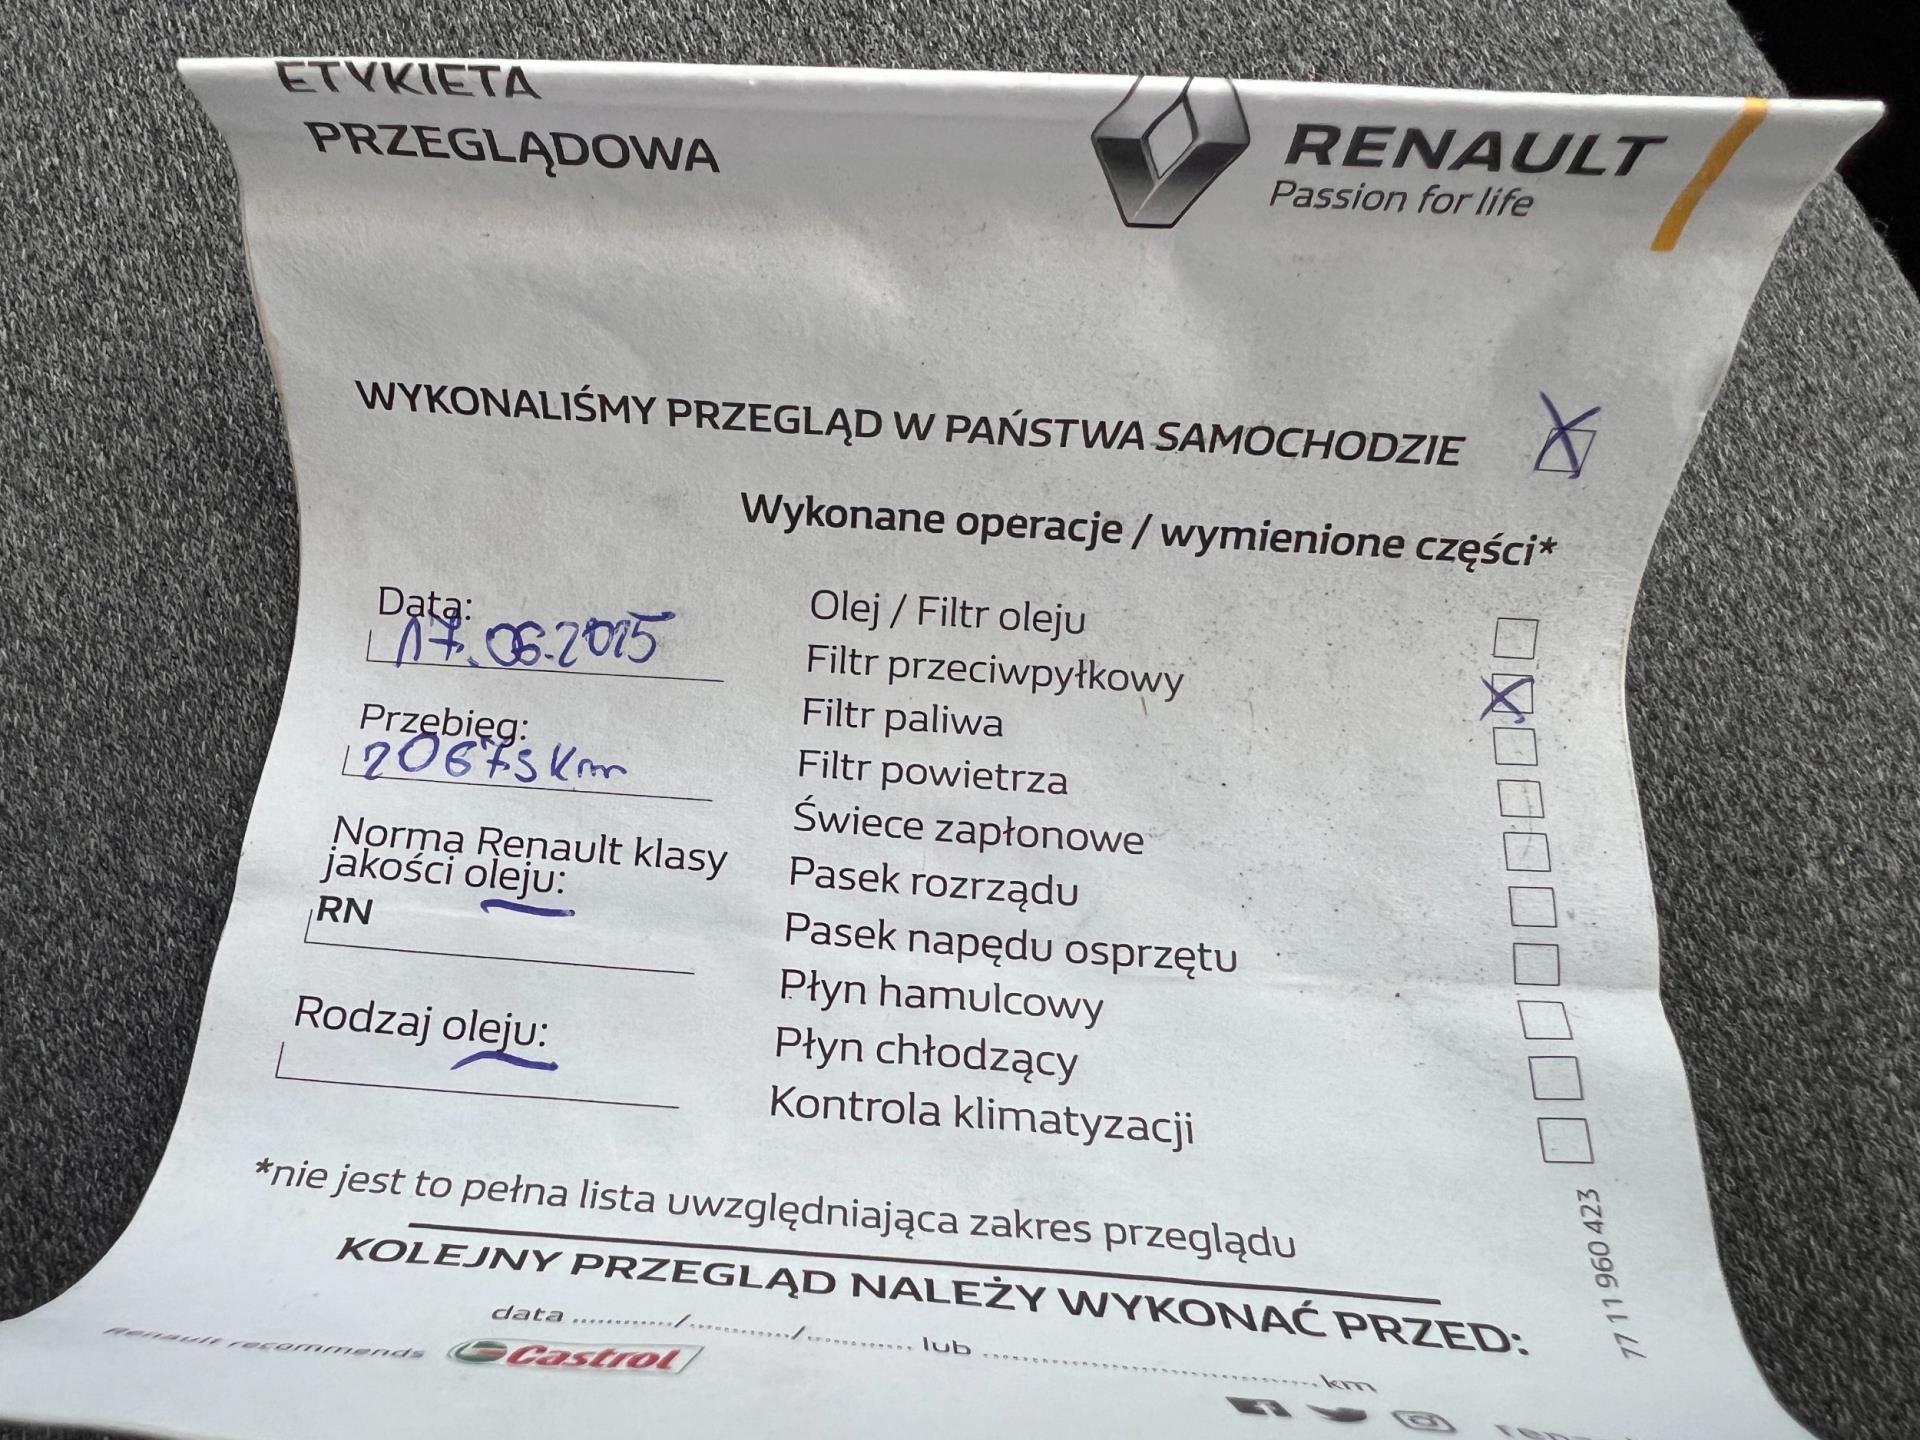 ETYKIETA
PRZEGLĄDOWA
RENAULT
Passion for life
WYKONALIŚMY PRZEGLĄD W PAŃSTWA SAMOCHODZIE
Wykonane operacje / wymienione części*
Data:
17.06.2015
Przebieg:
20675 km
Norma Renault klasy
jakości oleju:
RN
Rodzaj oleju:
Olej / Filtr oleju
Filtr przeciwpyłkowy
Filtr paliwa
Filtr powietrza
Świece zapłonowe
Pasek rozrządu
Pasek napędu osprzętu
Płyn hamulcowy
Płyn chłodzący
Kontrola klimatyzacji
*nie jest to pełna lista uwzględniająca zakres przeglądu
KOLEJNY PRZEGLĄD NALEŻY WYKONAĆ PRZED:
data ............/............/............ lub ........................................ km
Renault recommends Castrol
77 11 960 423